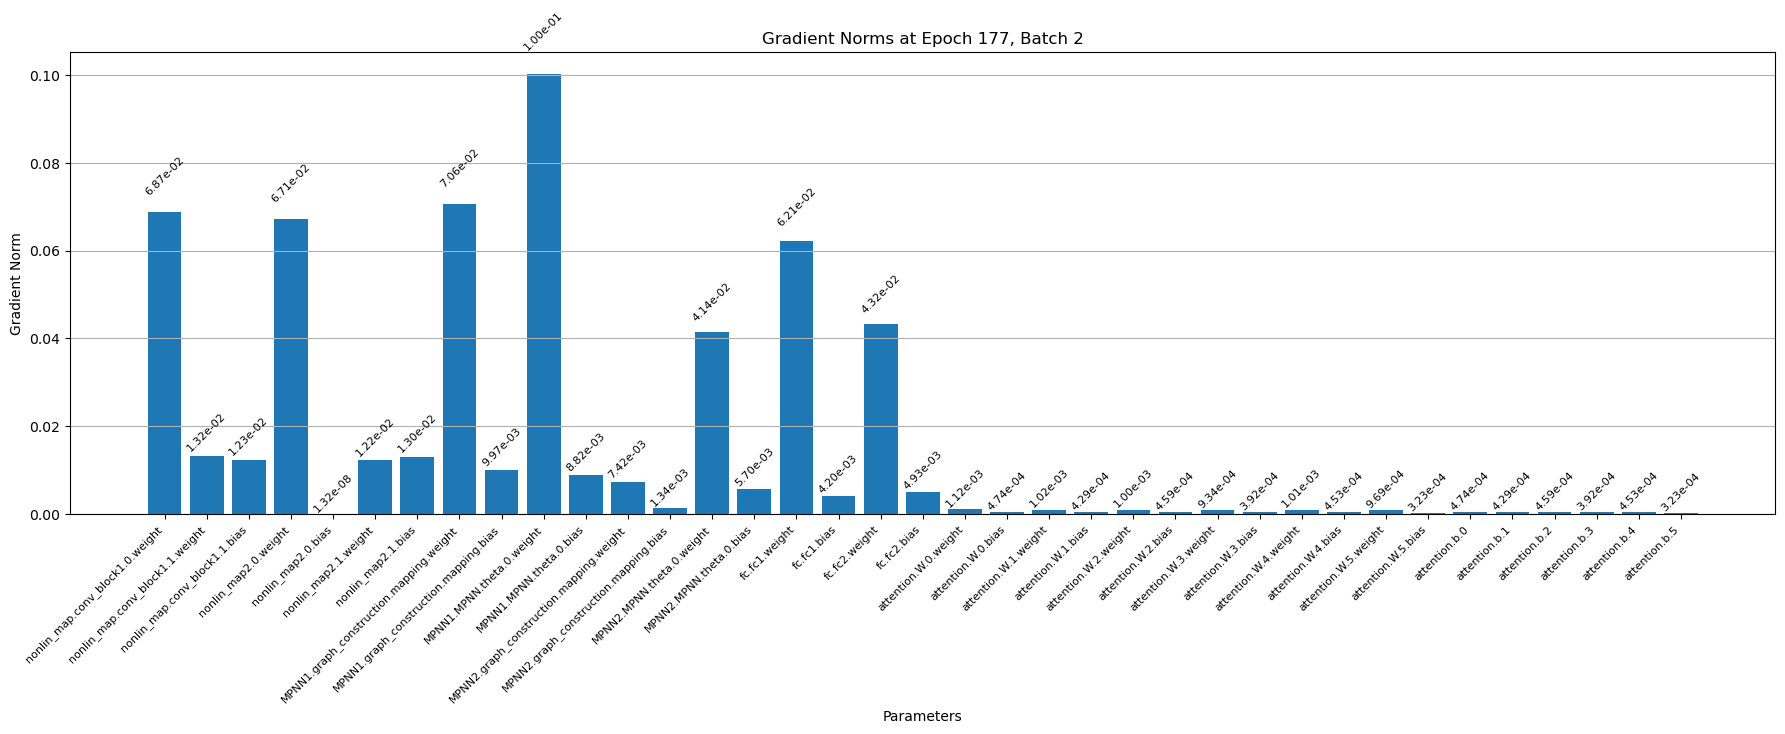 Gradient Norms at Epoch 177, Batch 2
Gradient Norm
0.10
0.08
0.06
0.04
0.02
0.00
6.87e-02
1.32e-02
1.23e-02
6.71e-02
1.32e-08
1.22e-02
1.30e-02
7.06e-02
9.97e-03
1.00e-01
8.82e-03
7.42e-03
1.34e-03
4.14e-02
5.70e-03
6.21e-02
4.20e-03
4.32e-02
4.93e-03
1.12e-03
4.74e-04
1.02e-03
4.29e-04
1.00e-03
4.59e-04
9.34e-04
3.92e-04
1.01e-03
4.53e-04
9.69e-04
3.23e-04
4.74e-04
4.29e-04
4.59e-04
3.92e-04
4.53e-04
3.23e-04
nonlin_map.conv_block1.0.weight
nonlin_map.conv_block1.1.weight
nonlin_map.conv_block1.1.bias
nonlin_map2.0.weight
nonlin_map2.0.bias
nonlin_map2.1.weight
nonlin_map2.1.bias
MPNN1.graph_construction.mapping.weight
MPNN1.graph_construction.mapping.bias
MPNN1.MPNN.theta.0.weight
MPNN1.MPNN.theta.0.bias
MPNN2.graph_construction.mapping.weight
MPNN2.graph_construction.mapping.bias
MPNN2.MPNN.theta.0.weight
MPNN2.MPNN.theta.0.bias
fc.fc1.weight
fc.fc1.bias
fc.fc2.weight
fc.fc2.bias
attention.W.0.weight
attention.W.0.bias
attention.W.1.weight
attention.W.1.bias
attention.W.2.weight
attention.W.2.bias
attention.W.3.weight
attention.W.3.bias
attention.W.4.weight
attention.W.4.bias
attention.W.5.weight
attention.W.5.bias
attention.b.0
attention.b.1
attention.b.2
attention.b.3
attention.b.4
attention.b.5
Parameters